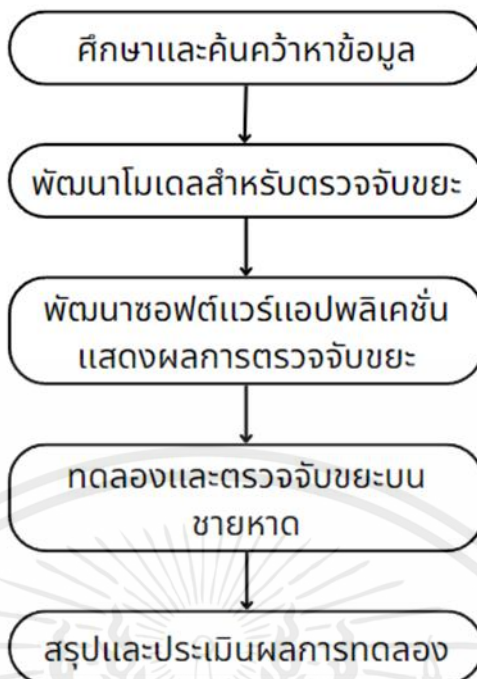 ศึกษาและค้นคว้าหาข้อมูล
พัฒนาโมเดลสำหรับตรวจจับขยะ
พัฒนาซอฟต์แวร์แอปพลิเคชั่น
แสดงผลการตรวจจับขยะ
ทดลองและตรวจจับขยะบน
ชายหาด
สรุปและประเมินผลการทดลอง